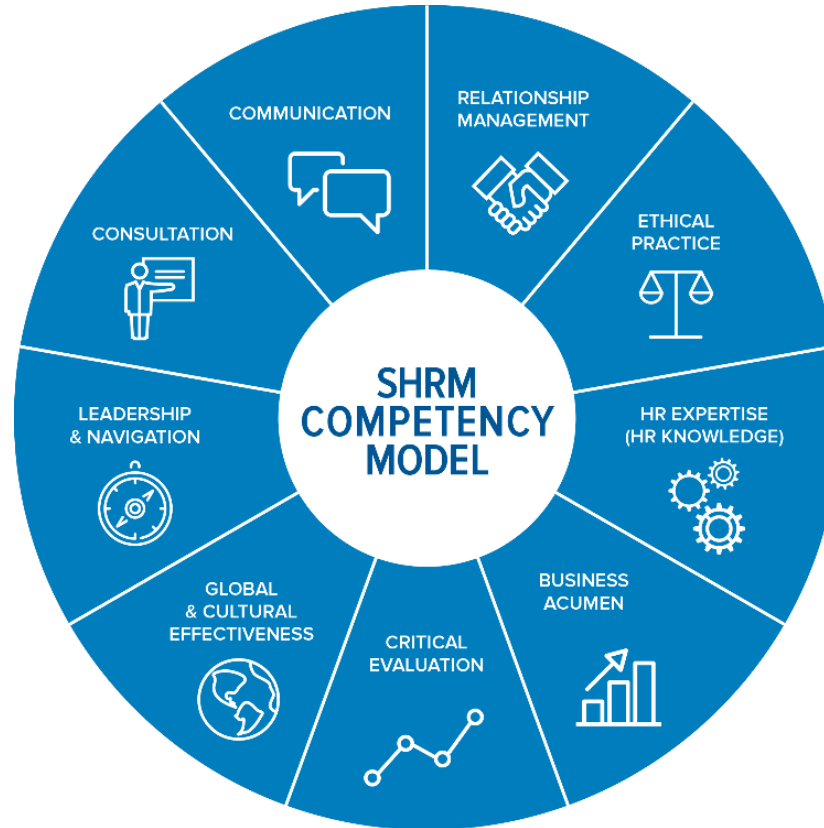 SHRM
COMPETENCY
MODEL
RELATIONSHIP
MANAGEMENT
ETHICAL
PRACTICE
HR EXPERTISE
(HR KNOWLEDGE)
BUSINESS
ACUMEN
CRITICAL
EVALUATION
GLOBAL
& CULTURAL
EFFECTIVENESS
LEADERSHIP
& NAVIGATION
CONSULTATION
COMMUNICATION